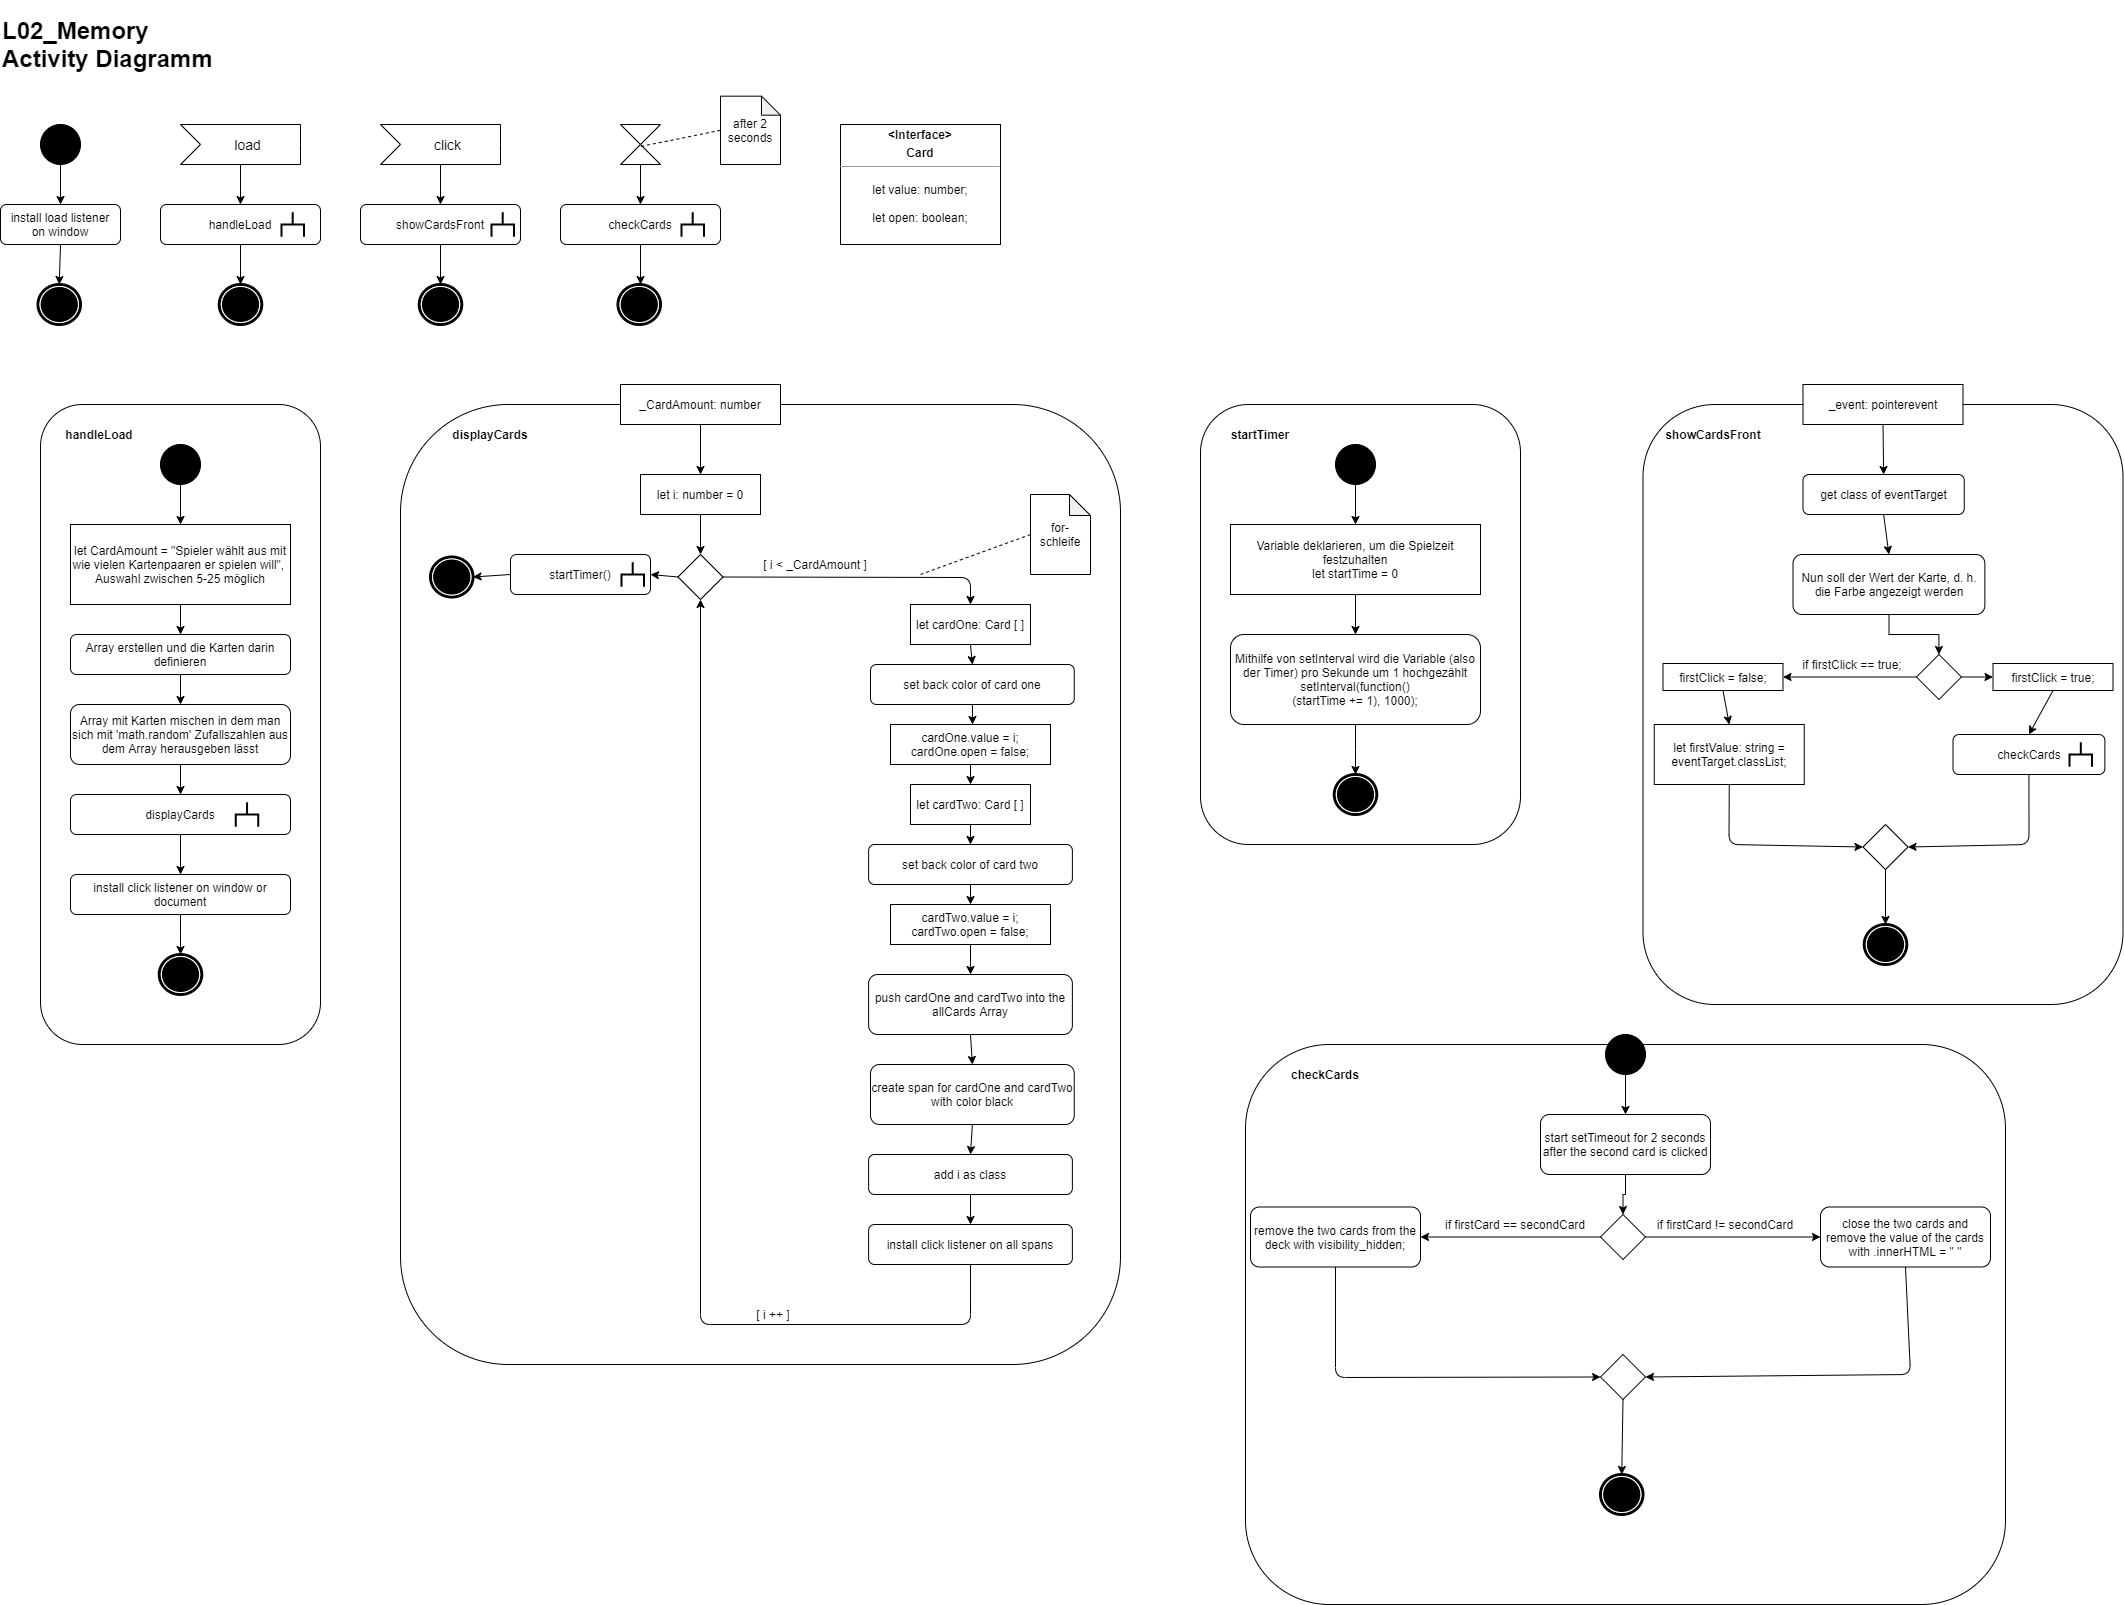 L02_Memory
Activity Diagramm
after 2
seconds
load
click
<Interface>
Card
let value: number;
let open: boolean;
install load listener
on window
handleLoad
showCardsFront
checkCards
handleLoad
let CardAmount = "Spieler wählt aus mit
wie vielen Kartenpaaren er spielen will",
Auswahl zwischen 5-25 möglich
Array erstellen und die Karten darin
definieren
Array mit Karten mischen in dem man
sich mit 'math.random' Zufallszahlen aus
dem Array herausgeben lässt
displayCards
install click listener on window or
document
_CardAmount: number
displayCards
let i: number = 0
for-
schleife
[ i < _CardAmount ]
startTimer()
let cardOne: Card [ ]
set back color of card one
cardOne.value = i;
cardOne.open = false;
let cardTwo: Card [ ]
set back color of card two
cardTwo.value = i;
cardTwo.open = false;
push cardOne and cardTwo into the
allCards Array
create span for cardOne and cardTwo
with color black
add i as class
install click listener on all spans
[ i ++ ]
startTimer
Variable deklarieren, um die Spielzeit
festzuhalten
let startTime = 0
Mithilfe von setInterval wird die Variable (also
der Timer) pro Sekunde um 1 hochgezählt
setInterval(function()
(startTime += 1), 1000);
_event: pointerevent
showCardsFront
get class of eventTarget
Nun soll der Wert der Karte, d. h.
die Farbe angezeigt werden
if firstClick == true;
firstClick = false;
firstClick = true;
let firstValue: string =
eventTarget.classList;
checkCards
checkCards
start setTimeout for 2 seconds
after the second card is clicked
if firstCard == secondCard
if firstCard != secondCard
remove the two cards from the
deck with visibility_hidden;
close the two cards and
remove the value of the cards
with .innerHTML = " "